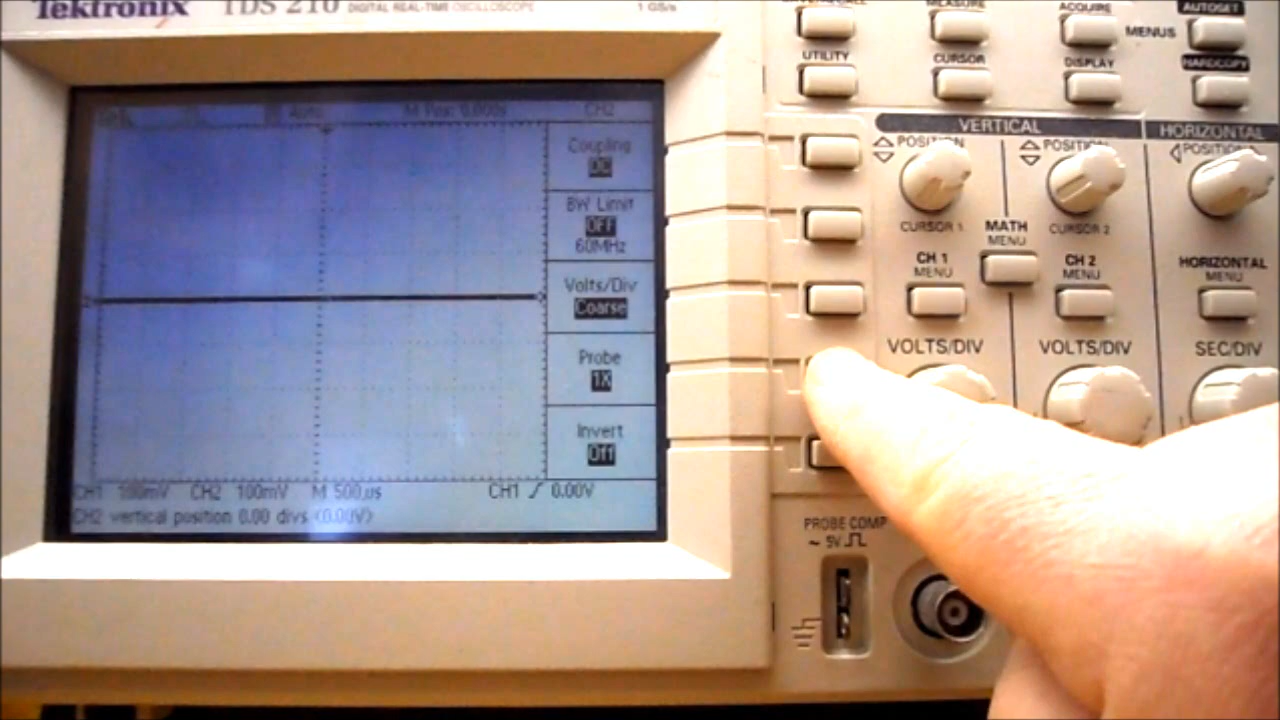 Tektronix TDS 210 DIGITAL REAL-TIME OSCILLOSCOPE 1 GS/s
MEASURE ACQUIRE AUTOSET
MENUS
UTILITY CURSOR DISPLAY HARDCOPY
Auto M Pos: 0.000s CH2
Coupling
DC
BW Limit
OFF
60MHz
Volts/Div
Coarse
Probe
1X
Invert
Off
CH1 100mV CH2 100mV M 500µs CH1 0.00V
CH2 vertical position 0.00 divs (0.00V)
VERTICAL HORIZONTAL
POSITION POSITION POSITION
CURSOR 1 MATH MENU CURSOR 2
CH 1 MENU CH 2 MENU HORIZONTAL MENU
VOLTS/DIV VOLTS/DIV SEC/DIV
PROBE COMP
~ 5V